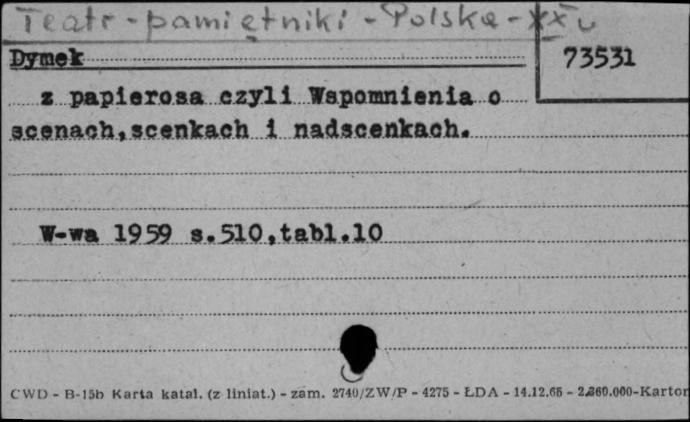 Teatr - pamiętniki - Polska - XX w
Dymek
73531
z papierosa czyli Wspomnienia o
scenach,scenkach i nadscenkach.
W-wa 1959 s.510,tabl.10
CWD - B-15b Karta katal. (z liniat.) - zam. 2740/ZW/P - 4275 - ŁDA - 14.12.65 - 2.360.000-Karton